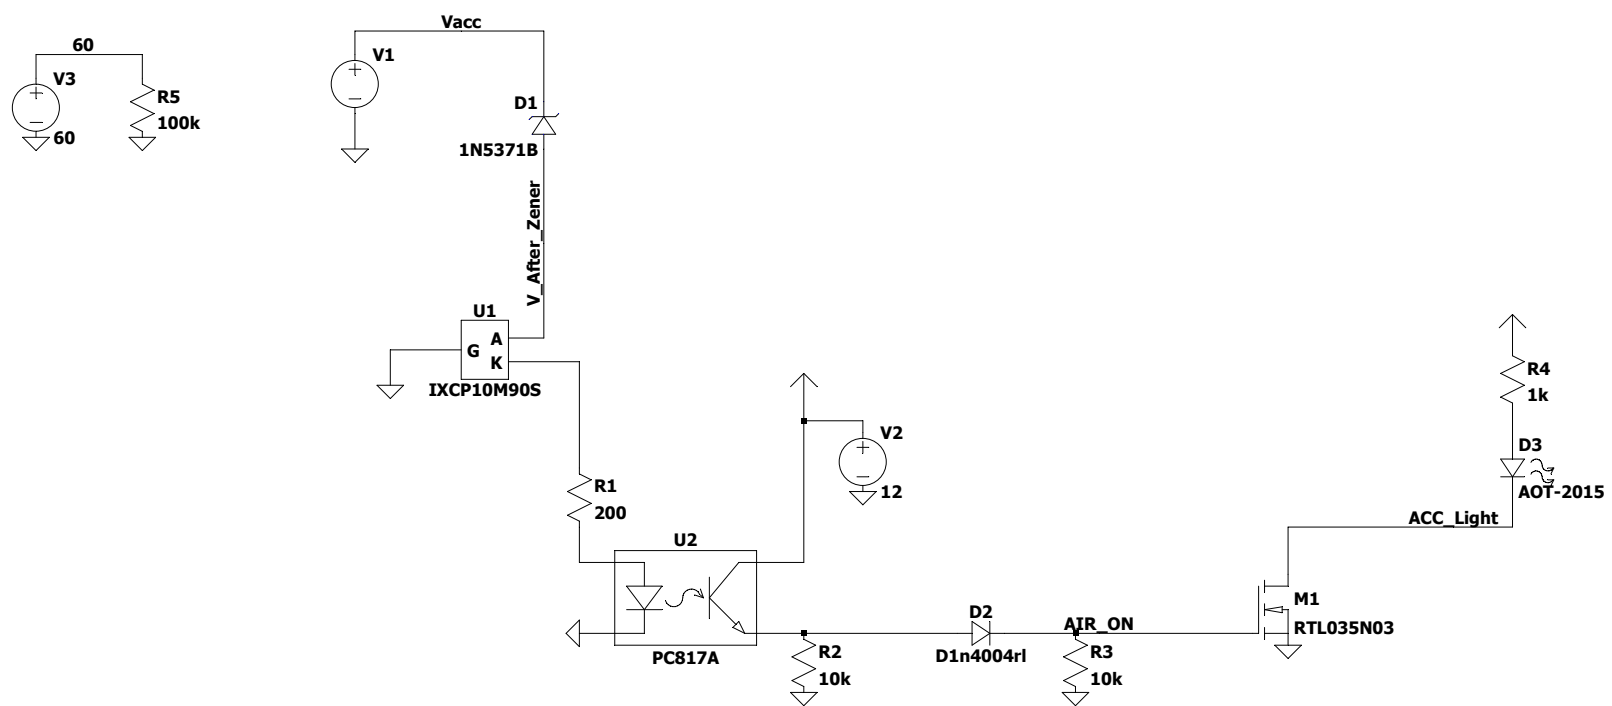 60
V3
60
R5
100k
Vacc
V1
D1
1N5371B
V_After_Zener
U1
A
G
K
IXCP10M90S
R1
200
U2
PC817A
V2
12
R2
10k
D2
D1n4004rl
AIR_ON
R3
10k
M1
RTL035N03
ACC_Light
R4
1k
D3
AOT-2015